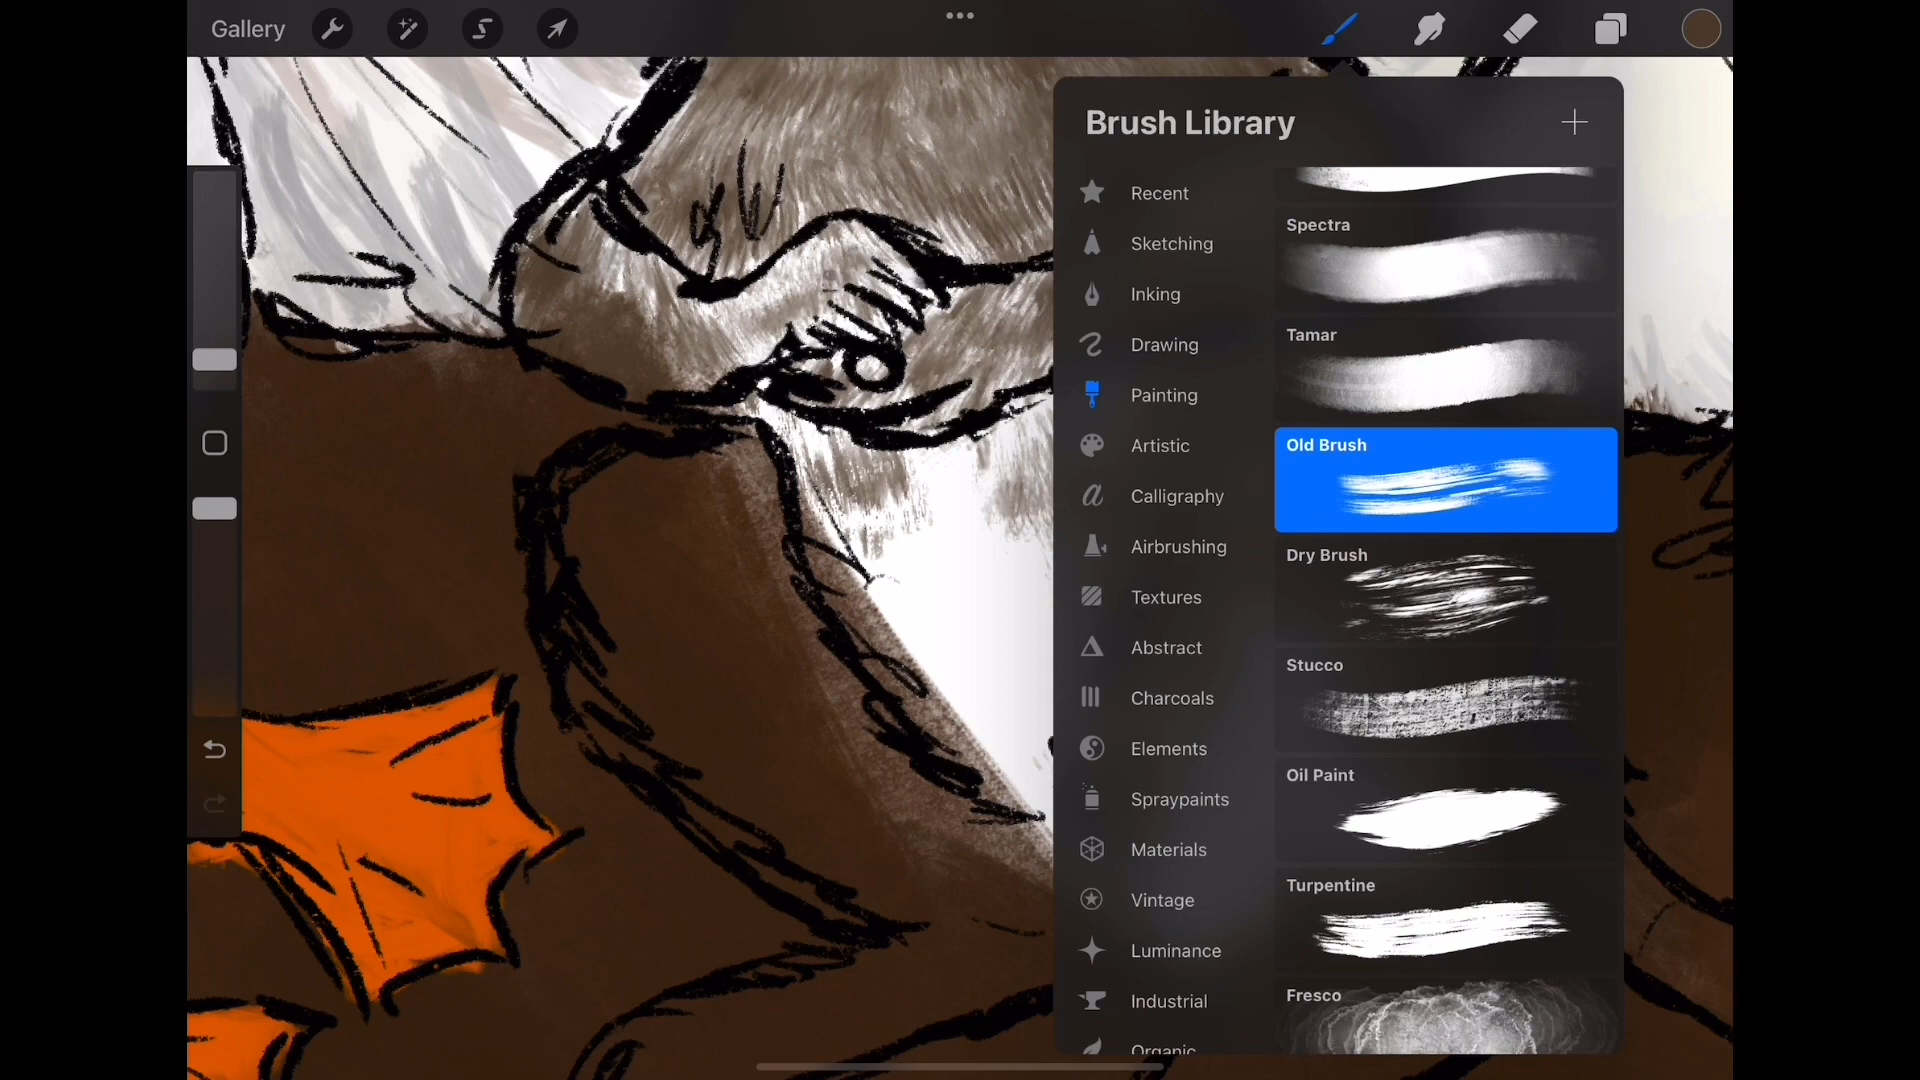 Gallery
Brush Library
Recent
Sketching
Inking
Drawing
Painting
Artistic
Calligraphy
Airbrushing
Textures
Abstract
Charcoals
Elements
Spraypaints
Materials
Vintage
Luminance
Industrial
Organic
Spectra
Tamar
Old Brush
Dry Brush
Stucco
Oil Paint
Turpentine
Fresco